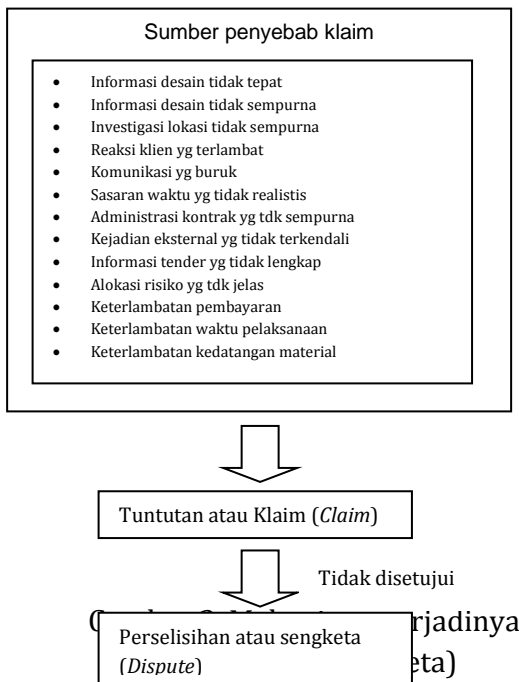 Sumber penyebab klaim
• Informasi desain tidak tepat
• Informasi desain tidak sempurna
• Investigasi lokasi tidak sempurna
• Reaksi klien yg terlambat
• Komunikasi yg buruk
• Sasaran waktu yg tidak realistis
• Administrasi kontrak yg tdk sempurna
• Kejadian eksternal yg tidak terkendali
• Informasi tender yg tidak lengkap
• Alokasi risiko yg tdk jelas
• Keterlambatan pembayaran
• Keterlambatan waktu pelaksanaan
• Keterlambatan kedatangan material
Tuntutan atau Klaim (Claim)
Tidak disetujui
Perselisihan atau sengketa
(Dispute)